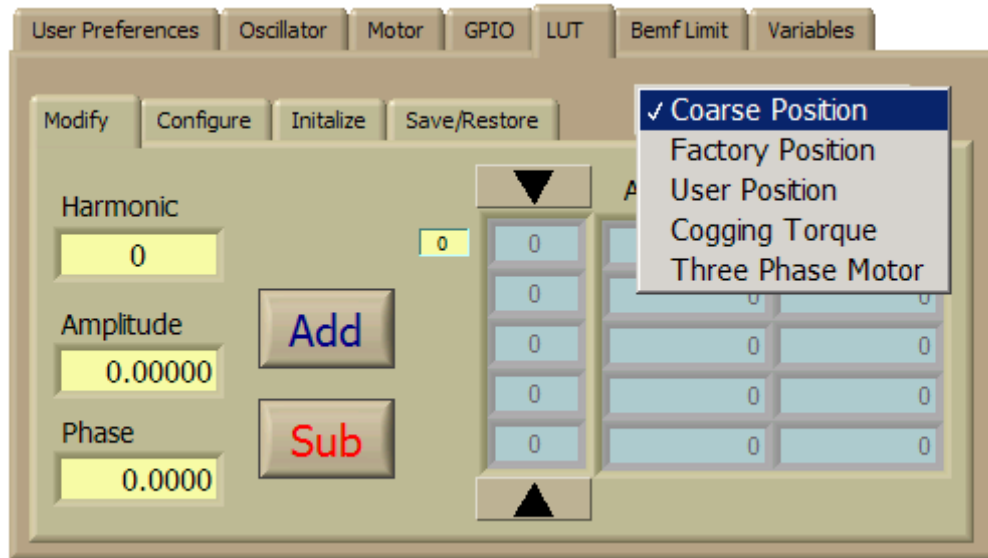 User Preferences Oscillator Motor GPIO LUT Bemf Limit Variables
Modify Configure Initalize Save/Restore
✓ Coarse Position
Factory Position
User Position
Cogging Torque
Three Phase Motor
Harmonic
0
Amplitude
0.00000
Phase
0.0000
Add
Sub
0
0
0
0 0 0
0 0 0
0 0 0